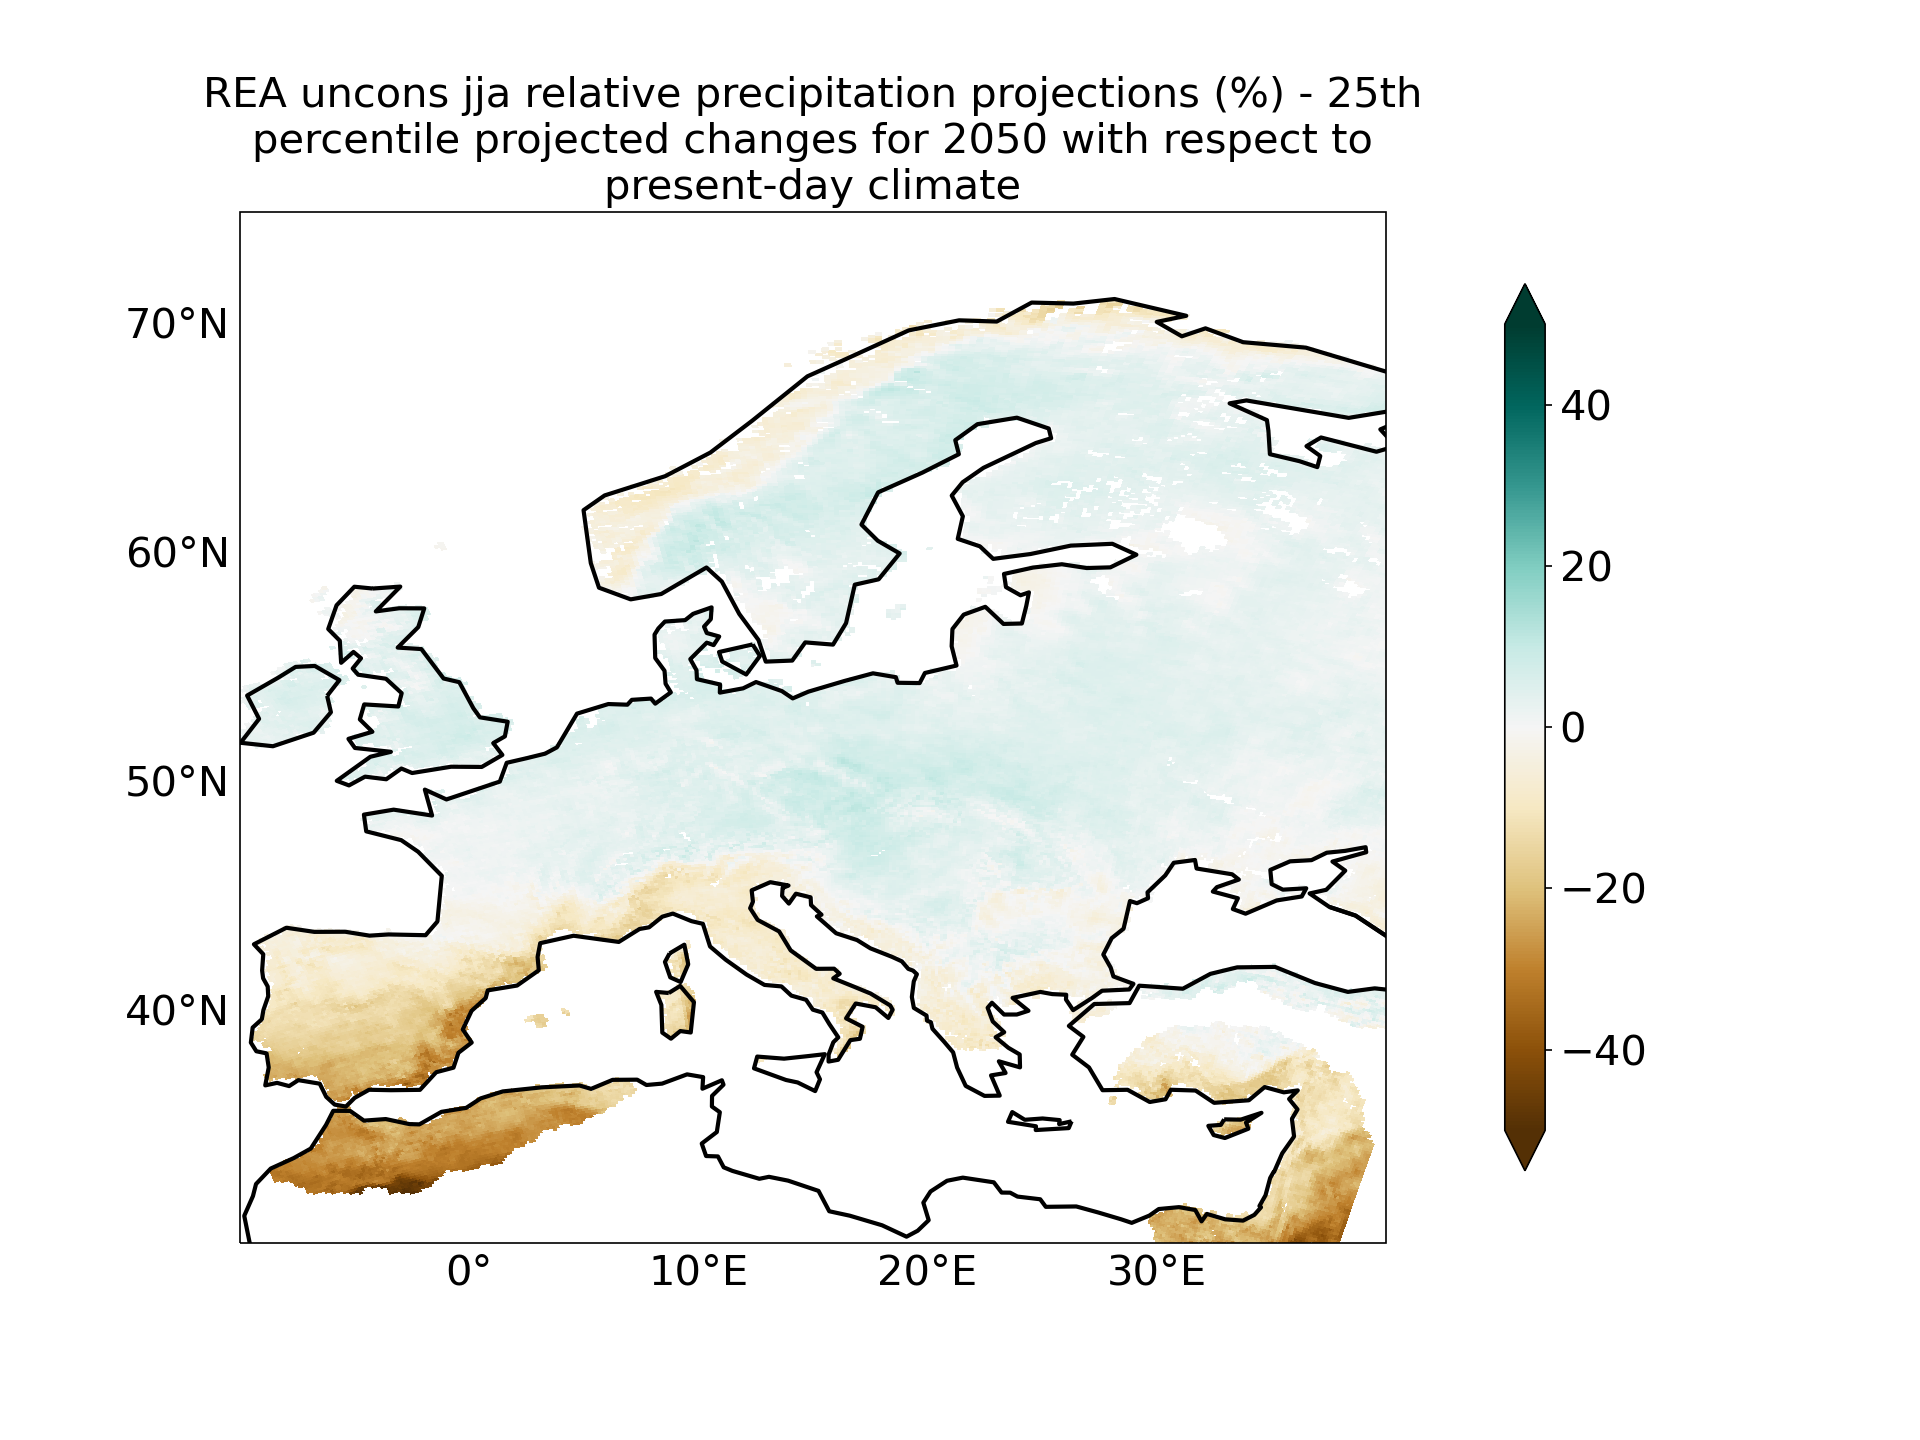 REA uncons jja relative precipitation projections (%) - 25th
percentile projected changes for 2050 with respect to
present-day climate
70°N
60°N
50°N
40°N
0°
10°E
20°E
30°E
40
20
0
−20
−40